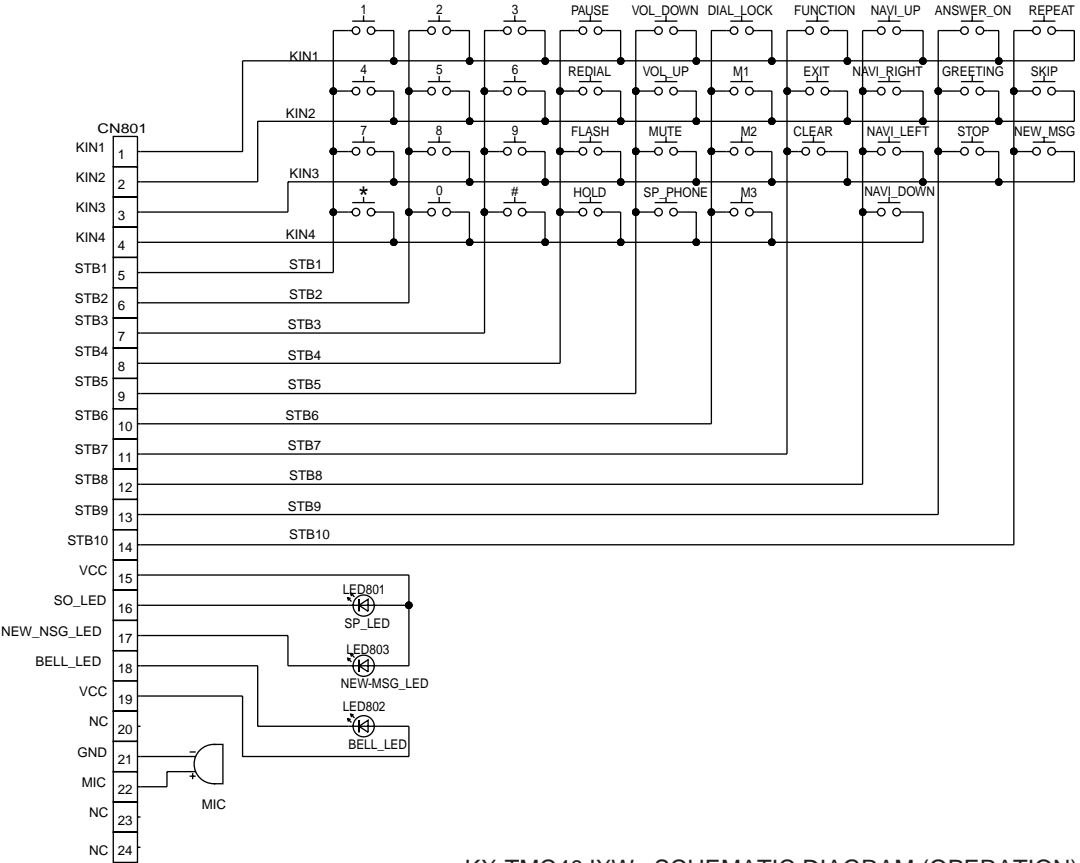 1 2 3 PAUSE VOL_DOWN DIAL_LOCK FUNCTION NAVI_UP ANSWER_ON REPEAT
KIN1
4 5 6 REDIAL VOL_UP M1 EXIT NAVI_RIGHT GREETING SKIP
KIN2
CN801
7 8 9 FLASH MUTE M2 CLEAR NAVI_LEFT STOP NEW_MSG
KIN1 1
KIN2 2 KIN3
* 0 # HOLD SP_PHONE M3 NAVI_DOWN
KIN3 3
KIN4 4 KIN4
STB1 5 STB1
STB2 6 STB2
STB3 7 STB3
STB4 8 STB4
STB5 9 STB5
STB6 10 STB6
STB7 11 STB7
STB8 12 STB8
STB9 13 STB9
STB10 14 STB10
VCC 15
LED801
SO_LED 16
SP_LED
NEW_NSG_LED 17
LED803
BELL_LED 18
NEW-MSG_LED
VCC 19
LED802
NC 20
BELL_LED
GND 21 −
MIC 22 +
MIC
NC 23
NC 24